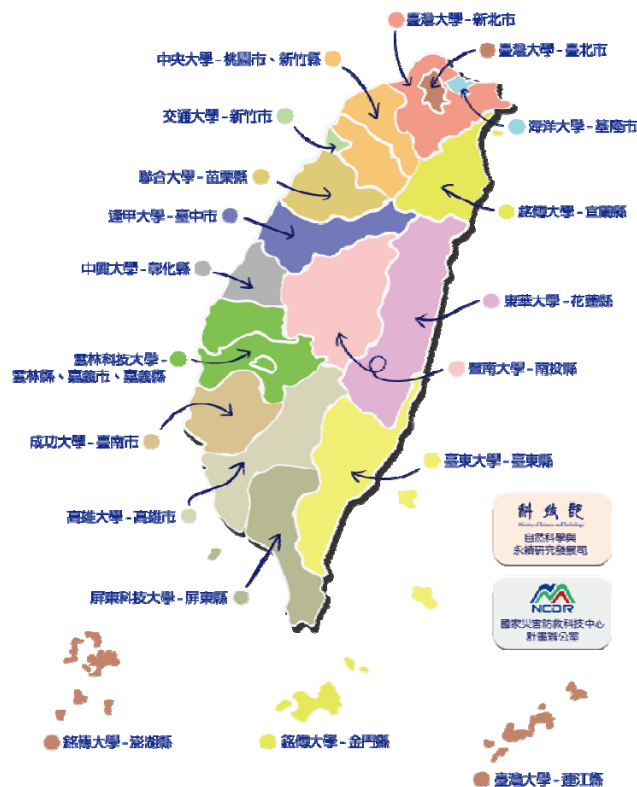 臺灣大學-新北市
臺灣大學-臺北市
中央大學-桃園市、新竹縣
交通大學-新竹市
海洋大學-基隆市
聯合大學-苗栗縣
銘傳大學-宜蘭縣
逢甲大學-臺中市
中興大學-彰化縣
東華大學-花蓮縣
雲林科技大學-
雲林縣、嘉義市、嘉義縣
暨南大學-南投縣
成功大學-臺南市
臺東大學-臺東縣
高雄大學-高雄市
科技部
Ministry of Science and Technology
自然科學與
永續研究發展司
屏東科技大學-屏東縣
NCDR
國家災害防救科技中心
計畫辦公室
銘傳大學-澎湖縣
銘傳大學-金門縣
臺灣大學-連江縣